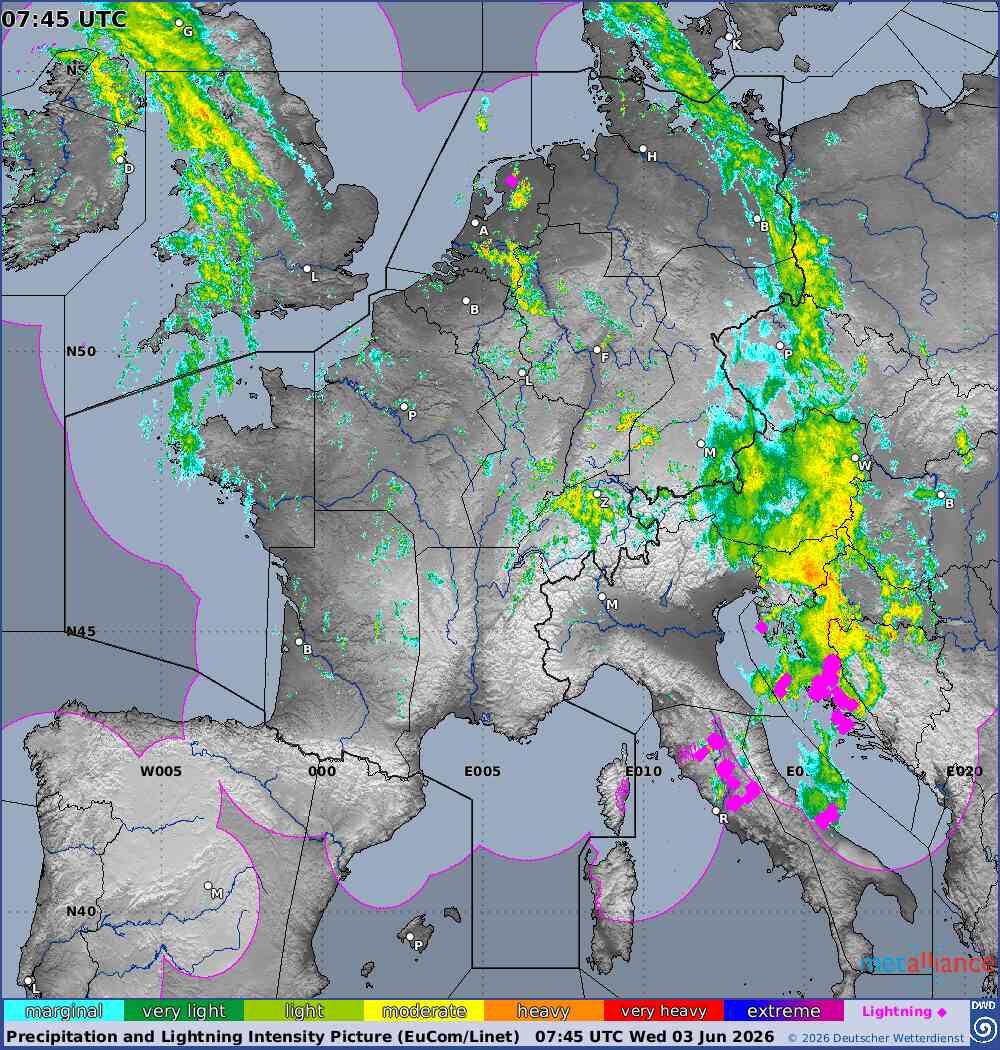 07:45 UTC
G
K
N5
D
H
A
B
L
B
N50
P
F
L
P
M
W
Z
B
M
N45
B
W005
000
E005
E010
E0
E020
R
M
N40
P
L
metalliance
marginal
very light
light
moderate
heavy
very heavy
extreme
Lightning
DWD
Precipitation and Lightning Intensity Picture (EuCom/Linet) 07:45 UTC Wed 03 Jun 2026 © 2026 Deutscher Wetterdienst